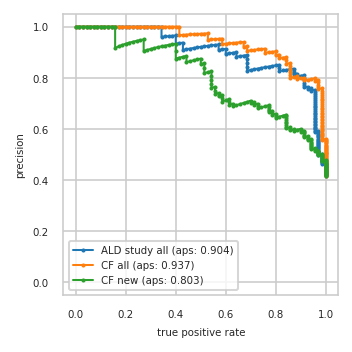 1.0
0.8
0.6
0.4
0.2
0.0
precision
ALD study all (aps: 0.904)
CF all (aps: 0.937)
CF new (aps: 0.803)
0.0 0.2 0.4 0.6 0.8 1.0
true positive rate